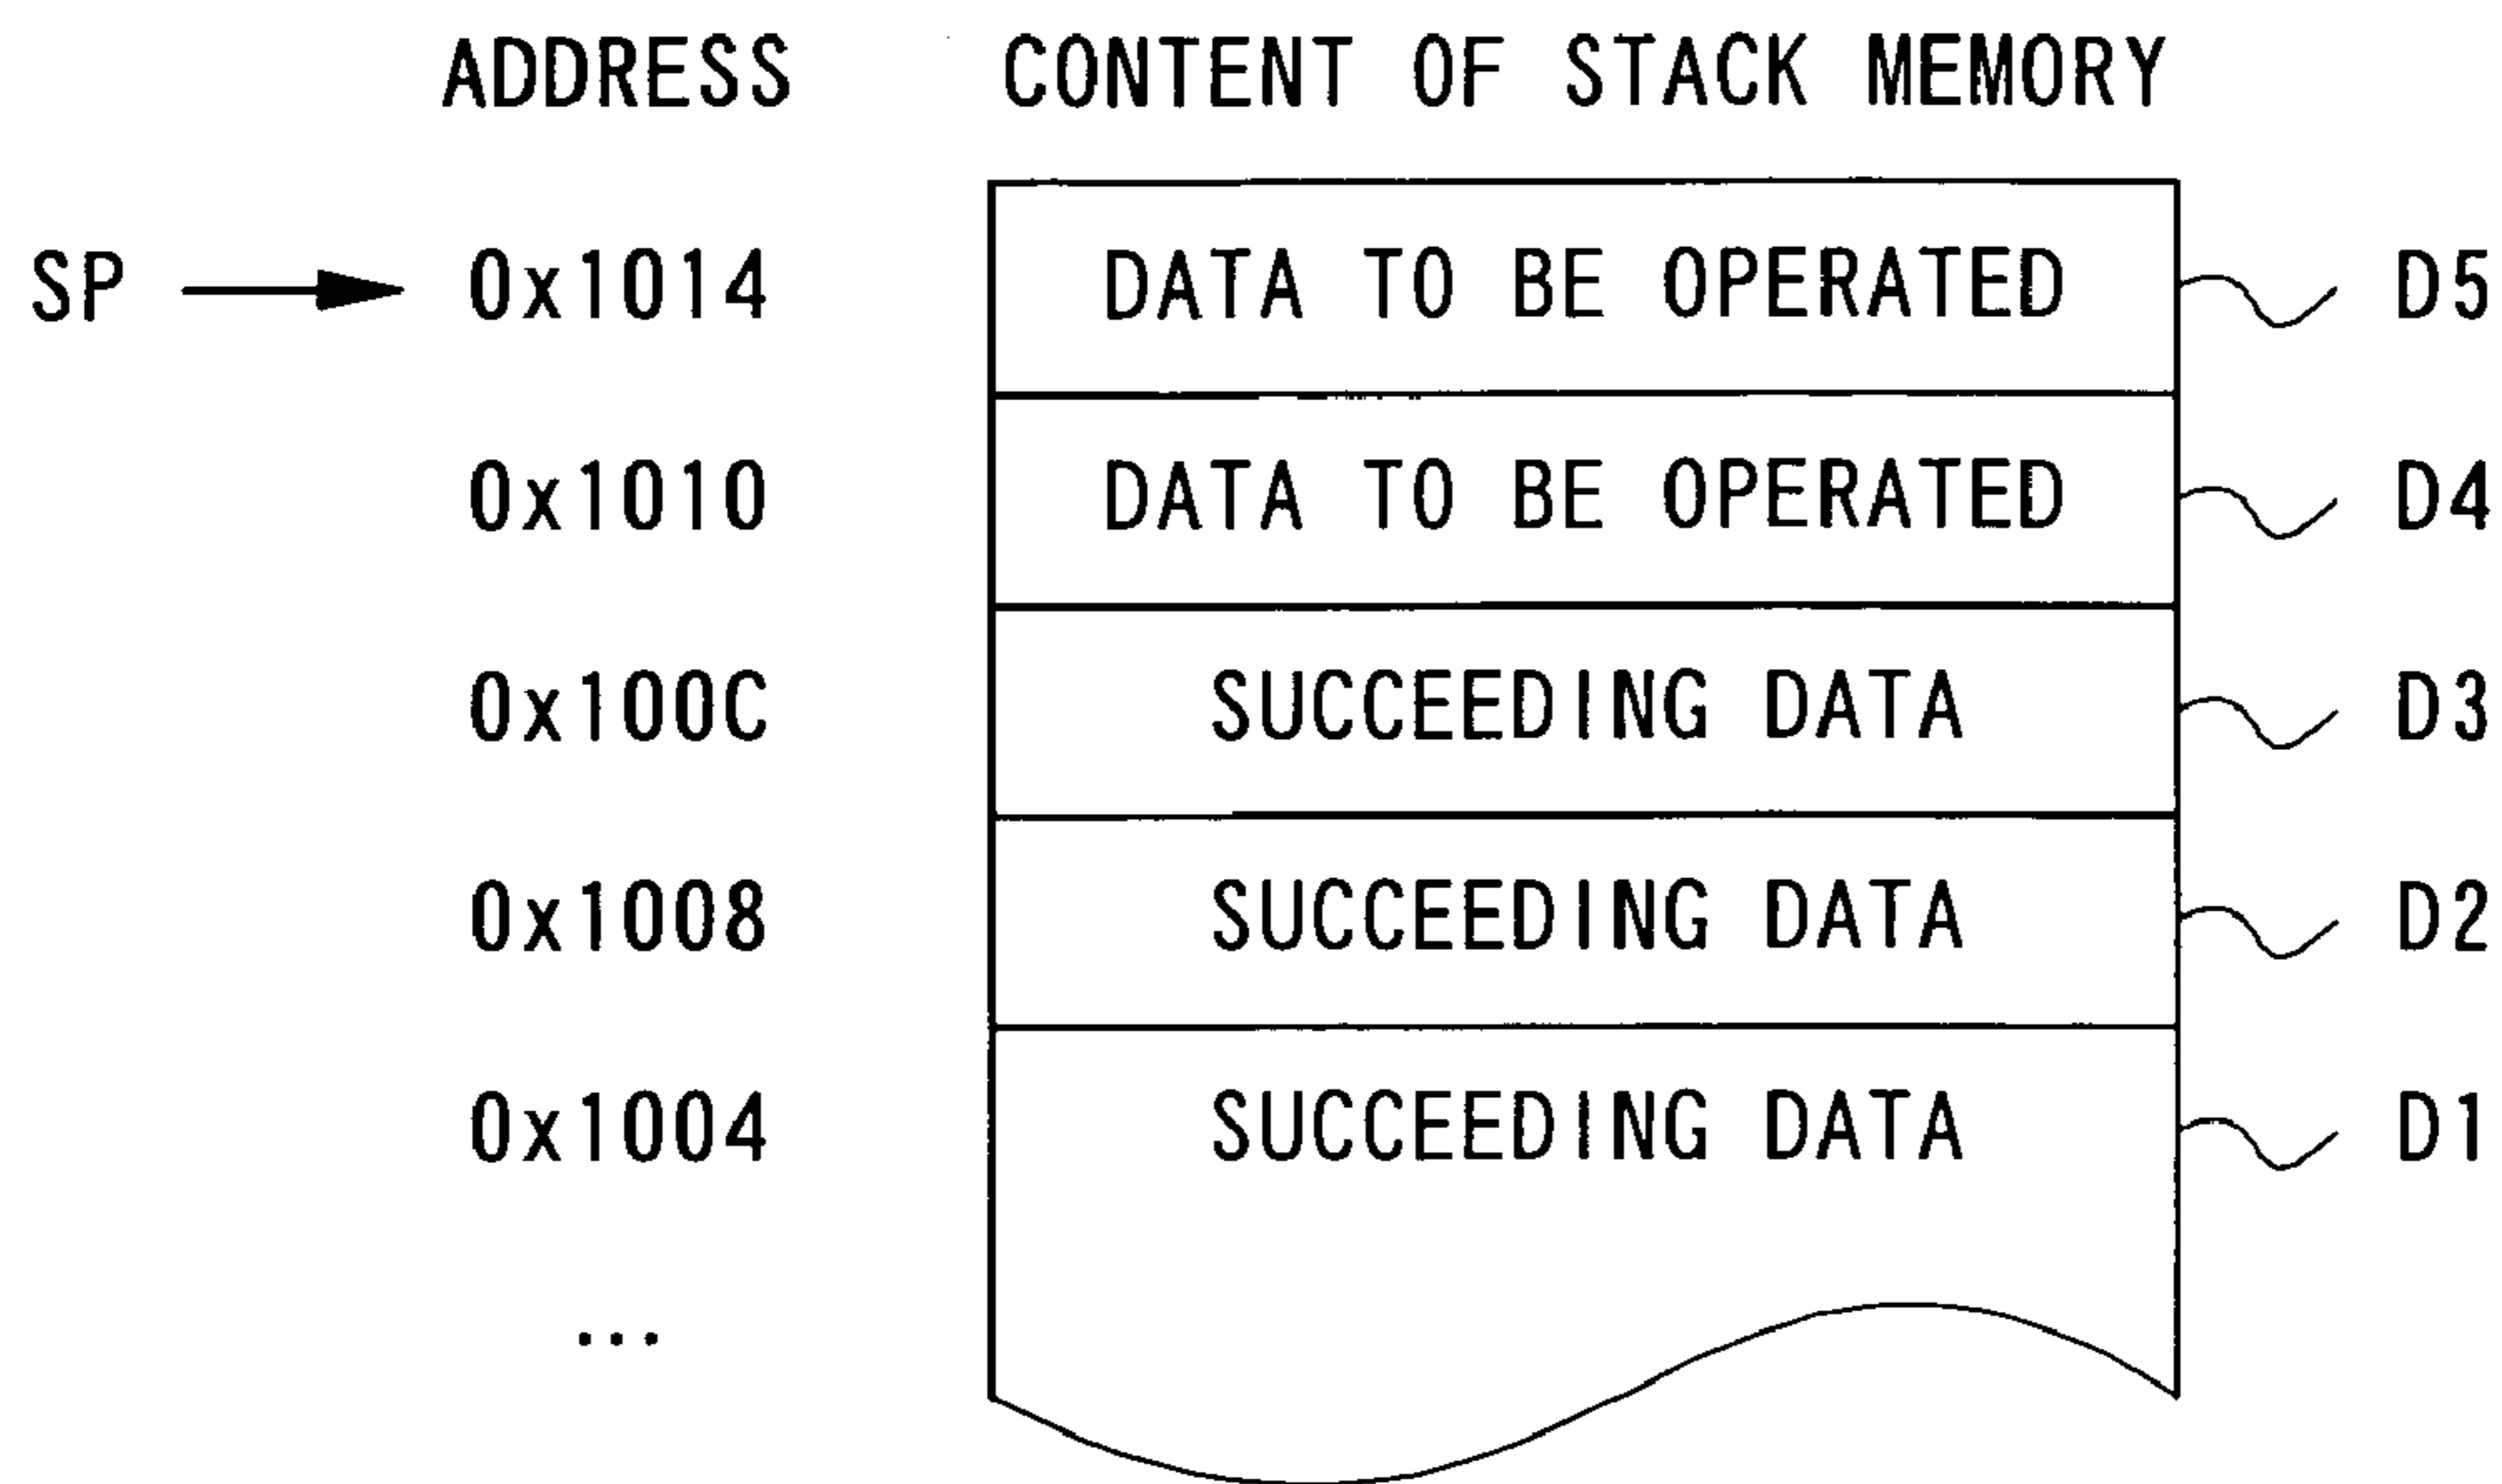 ADDRESS CONTENT OF STACK MEMORY
SP 0x1014 DATA TO BE OPERATED D5
0x1010 DATA TO BE OPERATED D4
0x100C SUCCEEDING DATA D3
0x1008 SUCCEEDING DATA D2
0x1004 SUCCEEDING DATA D1
...